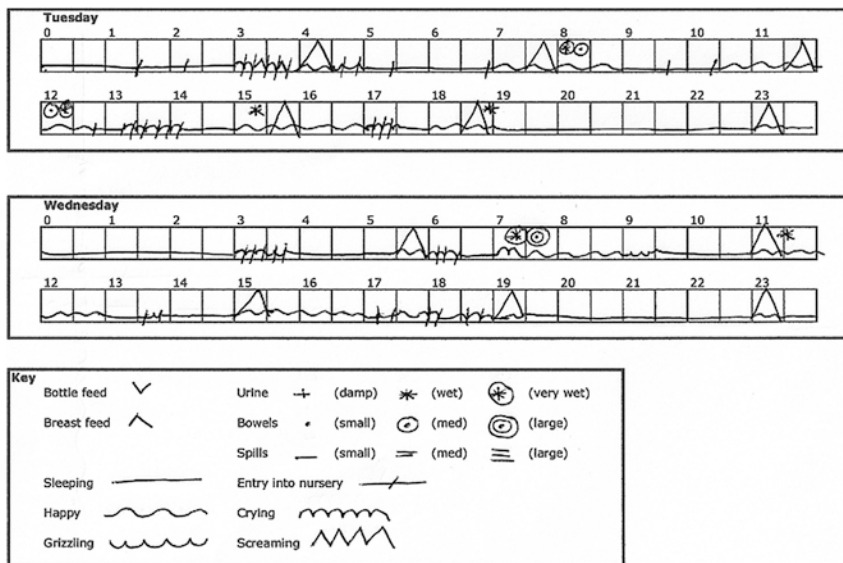 Tuesday
0 1 2 3 4 5 6 7 8 9 10 11
12 13 14 15 16 17 18 19 20 21 22 23
Wednesday
0 1 2 3 4 5 6 7 8 9 10 11
12 13 14 15 16 17 18 19 20 21 22 23
Key
Bottle feed Urine (damp) (wet) (very wet)
Breast feed Bowels (small) (med) (large)
Spills (small) (med) (large)
Sleeping Entry into nursery
Happy Crying
Grizzling Screaming